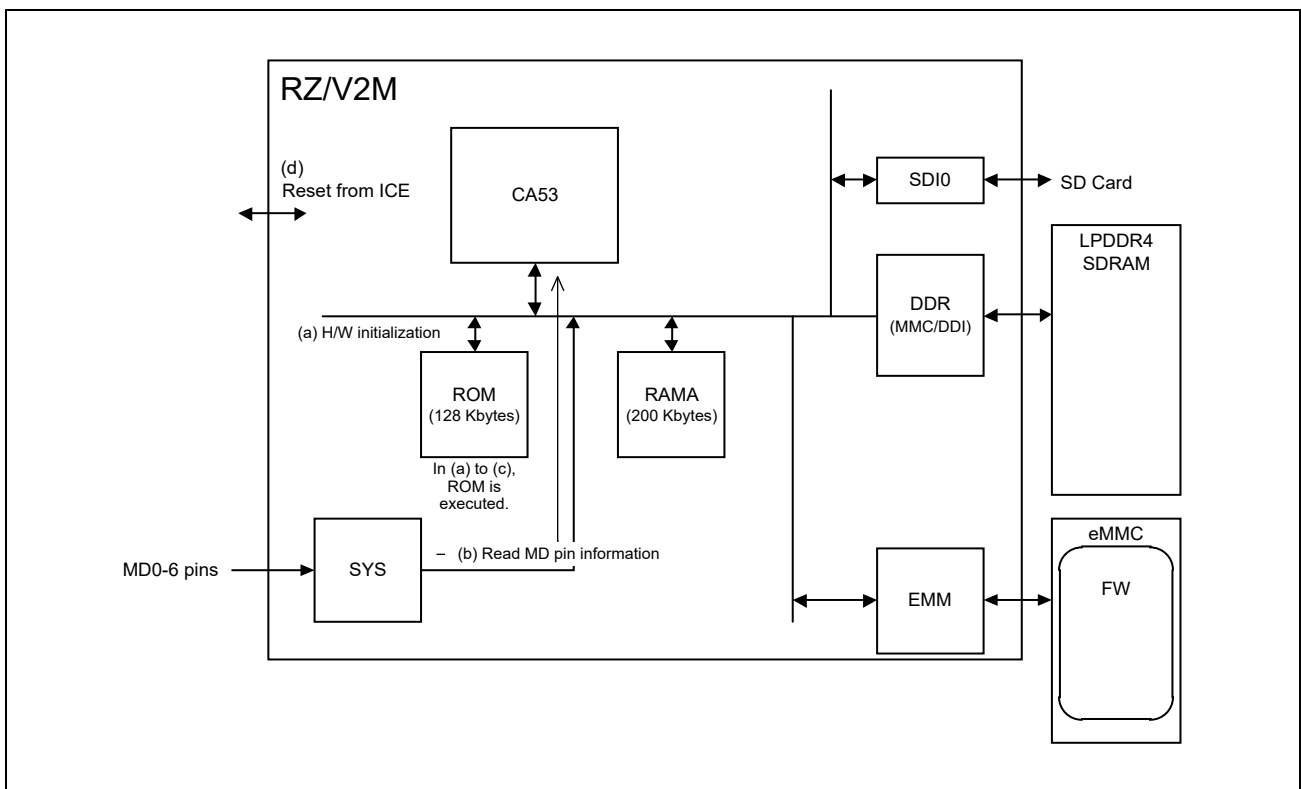 RZ/V2M
(d)
Reset from ICE
CA53
SDI0
SD Card
LPDDR4
SDRAM
DDR
(MMC/DDI)
(a) H/W initialization
ROM
(128 Kbytes)
RAMA
(200 Kbytes)
In (a) to (c),
ROM is
executed.
MD0-6 pins
SYS
– (b) Read MD pin information
EMM
eMMC
FW